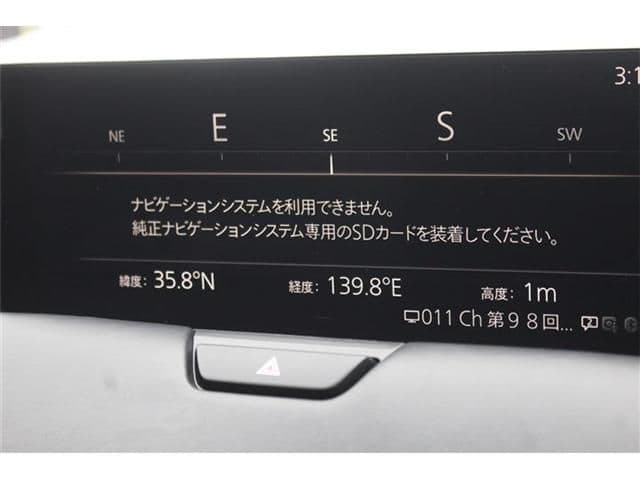 3:1
NE E SE S SW
ナビゲーションシステムを利用できません。
純正ナビゲーションシステム専用のSDカードを装着してください。
緯度: 35.8°N 経度: 139.8°E 高度: 1m
011 Ch 第９８回...